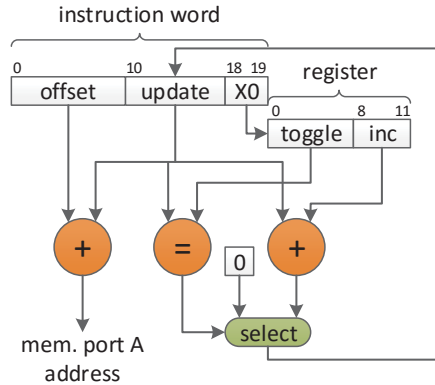 instruction word
0 10 18 19
offset update X0
register
0 8 11
toggle inc
+ = +
0
select
mem. port A
address